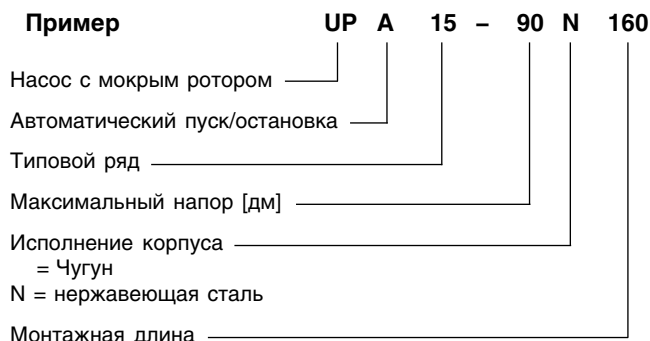 Пример UP A 15 – 90 N 160
Насос с мокрым ротором
Автоматический пуск/остановка
Типовой ряд
Максимальный напор [дм]
Исполнение корпуса
= Чугун
N = нержавеющая сталь
Монтажная длина